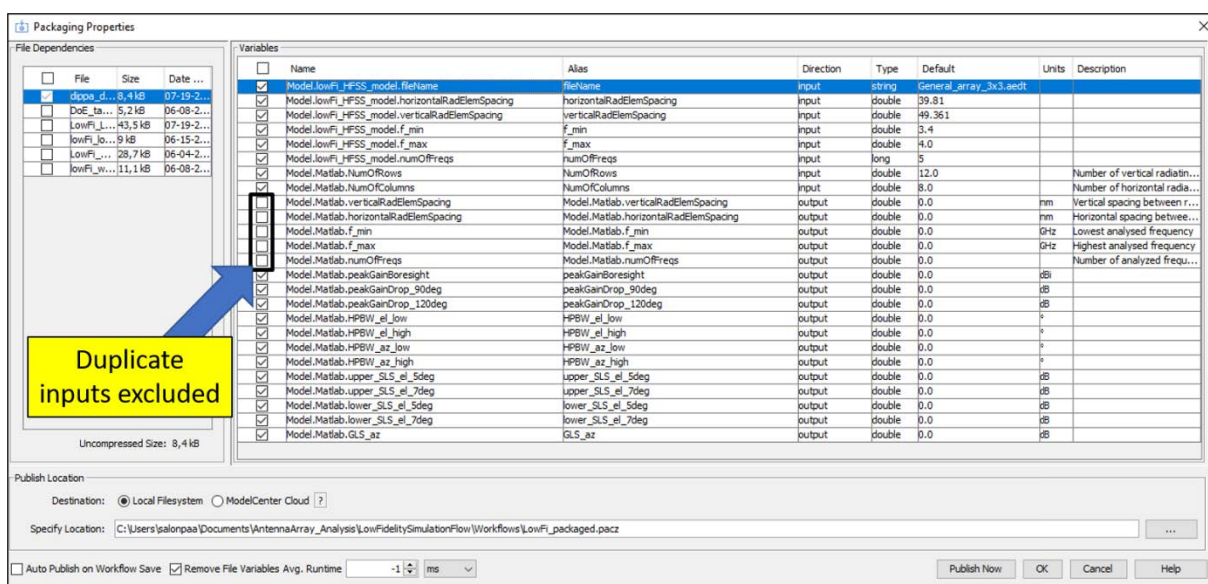 Packaging Properties
File Dependencies
File Size Date ...
dippa_d... 8,4 kB 07-19-2...
DoE_ta... 5,2 kB 06-08-2...
LowFi_L... 43,5 kB 07-19-2...
lowFi_lo... 9 kB 06-15-2...
LowFi_... 28,7 kB 06-04-2...
lowFi_w... 11,1 kB 06-08-2...
Uncompressed Size: 8,4 kB
Variables
Name Alias Direction Type Default Units Description
Model.lowFi_HFSS_model.fileName fileName input string General_array_3x3.aedt
Model.lowFi_HFSS_model.horizontalRadElemSpacing horizontalRadElemSpacing input double 39.81
Model.lowFi_HFSS_model.verticalRadElemSpacing verticalRadElemSpacing input double 49.361
Model.lowFi_HFSS_model.f_min f_min input double 3.4
Model.lowFi_HFSS_model.f_max f_max input double 4.0
Model.lowFi_HFSS_model.numOfFreqs numOfFreqs input long 5
Model.Matlab.NumOfRows NumOfRows input double 12.0 Number of vertical radiatin...
Model.Matlab.NumOfColumns NumOfColumns input double 8.0 Number of horizontal radia...
Model.Matlab.verticalRadElemSpacing Model.Matlab.verticalRadElemSpacing output double 0.0 mm Vertical spacing between r...
Model.Matlab.horizontalRadElemSpacing Model.Matlab.horizontalRadElemSpacing output double 0.0 mm Horizontal spacing betwee...
Model.Matlab.f_min Model.Matlab.f_min output double 0.0 GHz Lowest analysed frequency
Model.Matlab.f_max Model.Matlab.f_max output double 0.0 GHz Highest analysed frequency
Model.Matlab.numOfFreqs Model.Matlab.numOfFreqs output double 0.0 Number of analyzed frequ...
Model.Matlab.peakGainBoresight peakGainBoresight output double 0.0 dBi
Model.Matlab.peakGainDrop_90deg peakGainDrop_90deg output double 0.0 dB
Model.Matlab.peakGainDrop_120deg peakGainDrop_120deg output double 0.0 dB
Model.Matlab.HPBW_el_low HPBW_el_low output double 0.0 °
Model.Matlab.HPBW_el_high HPBW_el_high output double 0.0 °
Model.Matlab.HPBW_az_low HPBW_az_low output double 0.0 °
Model.Matlab.HPBW_az_high HPBW_az_high output double 0.0 °
Model.Matlab.upper_SLS_el_5deg upper_SLS_el_5deg output double 0.0 dB
Model.Matlab.upper_SLS_el_7deg upper_SLS_el_7deg output double 0.0 dB
Model.Matlab.lower_SLS_el_5deg lower_SLS_el_5deg output double 0.0 dB
Model.Matlab.lower_SLS_el_7deg lower_SLS_el_7deg output double 0.0 dB
Model.Matlab.GLS_az GLS_az output double 0.0 dB
Duplicate
inputs excluded
Publish Location
Destination: Local Filesystem ModelCenter Cloud ?
Specify Location: C:\Users\salonpaa\Documents\AntennaArray_Analysis\LowFidelitySimulationFlow\Workflows\LowFi_packaged.pacz ...
Auto Publish on Workflow Save Remove File Variables Avg. Runtime -1 ms Publish Now OK Cancel Help